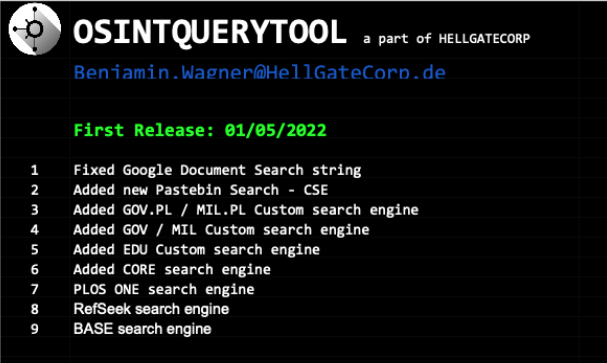 OSINTQUERYTOOL a part of HELLGATECORP
Benjamin.Wagner@HellGateCorp.de
First Release: 01/05/2022
1 Fixed Google Document Search string
2 Added new Pastebin Search - CSE
3 Added GOV.PL / MIL.PL Custom search engine
4 Added GOV / MIL Custom search engine
5 Added EDU Custom search engine
6 Added CORE search engine
7 PLOS ONE search engine
8 RefSeek search engine
9 BASE search engine